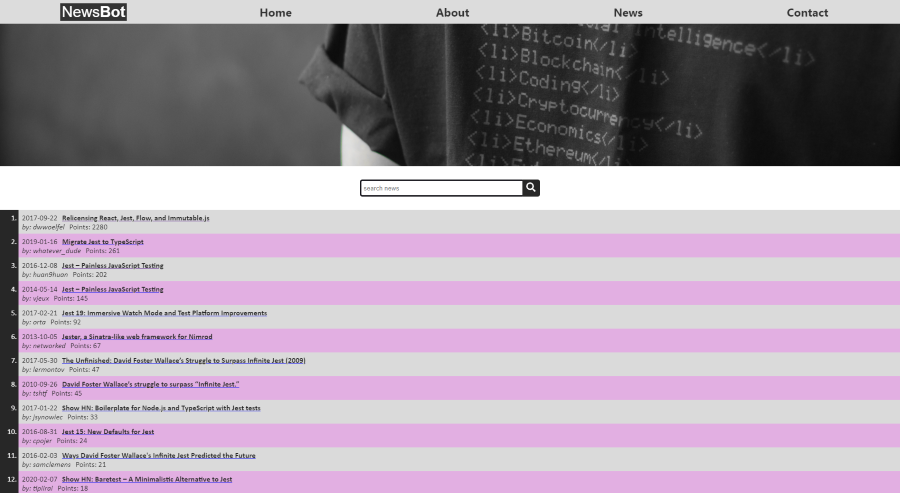 NewsBot Home About News Contact
intelligence</li>
<li>Bitcoin</li>
<li>Blockchain</li>
<li>Coding</li>
<li>Cryptocurrency</li>
<li>Economics</li>
<li>Ethereum</li>
search news
1. 2017-09-22 Relicensing React, Jest, Flow, and Immutable.js
by: dwwoelfel Points: 2280
2. 2019-01-16 Migrate Jest to TypeScript
by: whatever_dude Points: 261
3. 2016-12-08 Jest – Painless JavaScript Testing
by: huan9huan Points: 202
4. 2014-05-14 Jest – Painless JavaScript Testing
by: vjeux Points: 145
5. 2017-02-21 Jest 19: Immersive Watch Mode and Test Platform Improvements
by: orta Points: 92
6. 2013-10-05 Jester, a Sinatra-like web framework for Nimrod
by: networked Points: 67
7. 2017-05-30 The Unfinished: David Foster Wallace's Struggle to Surpass Infinite Jest (2009)
by: lermontov Points: 47
8. 2010-09-26 David Foster Wallace's struggle to surpass "Infinite Jest."
by: tshtf Points: 45
9. 2017-01-22 Show HN: Boilerplate for Node.js and TypeScript with Jest tests
by: jsynowiec Points: 33
10. 2016-08-31 Jest 15: New Defaults for Jest
by: cpojer Points: 24
11. 2016-02-03 Ways David Foster Wallace's Infinite Jest Predicted the Future
by: samclemens Points: 21
12. 2020-02-07 Show HN: Baretest – A Minimalistic Alternative to Jest
by: tipiirai Points: 18